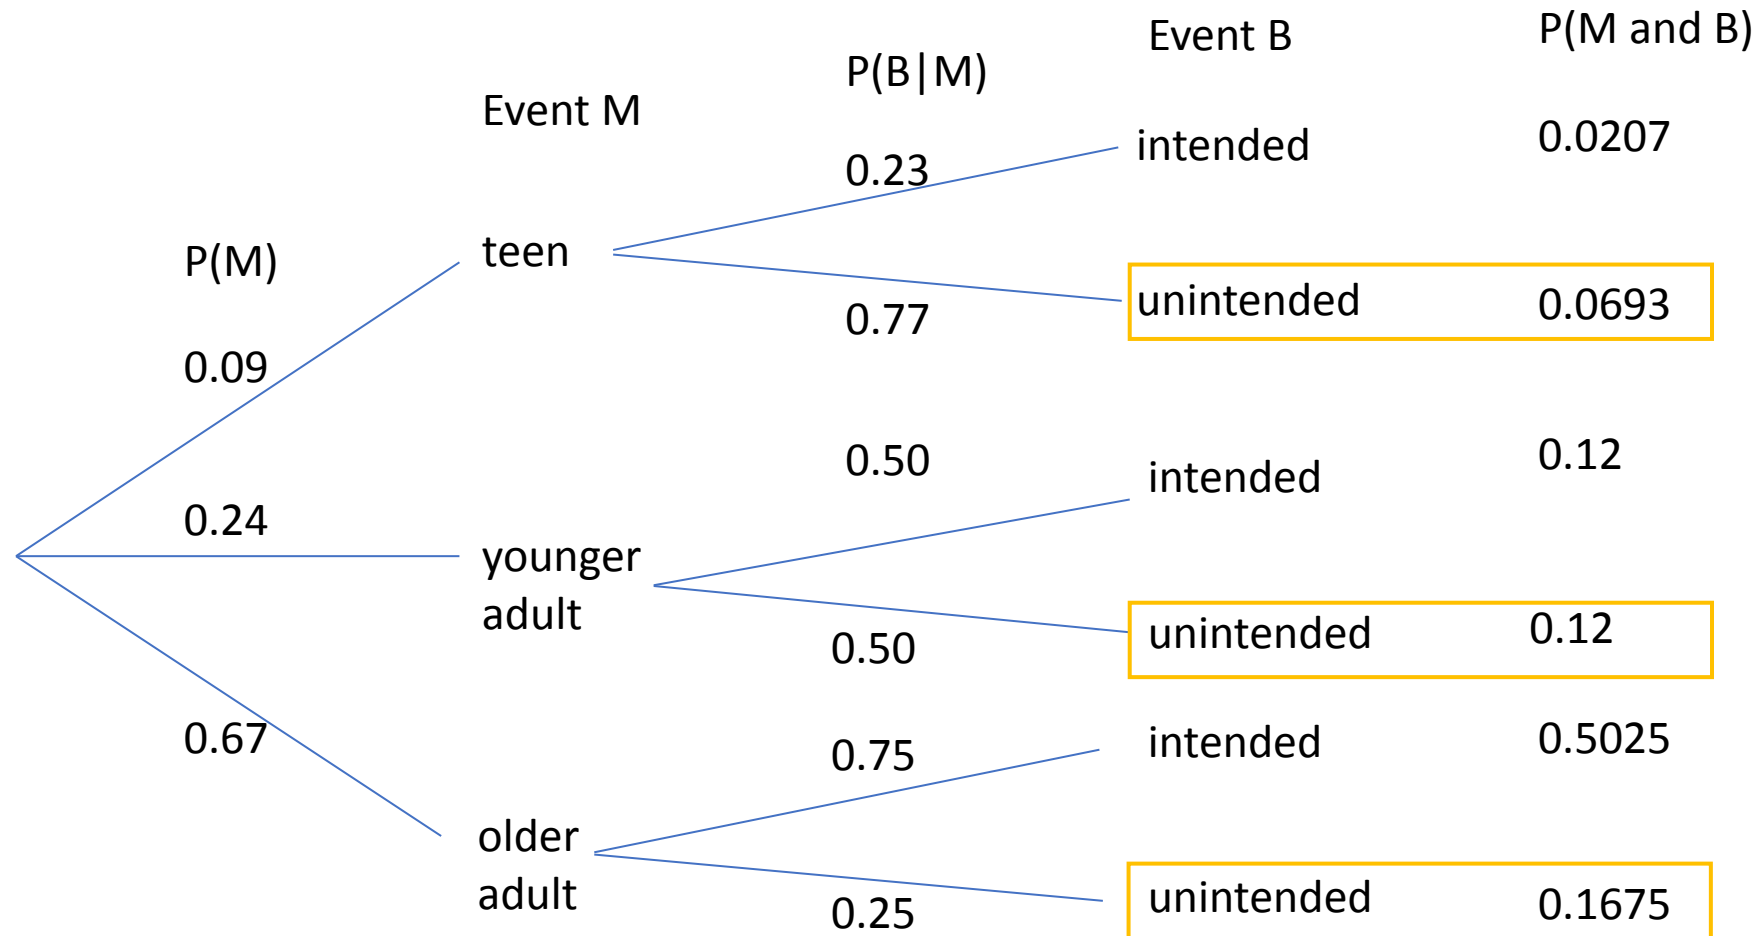 P(M and B)
Event B
P(B|M)
Event M
intended 0.0207
0.23
teen
P(M)
unintended 0.0693
0.77
0.09
0.50
intended 0.12
0.24
younger
adult
unintended 0.12
0.50
0.67
0.75
intended 0.5025
older
adult
unintended 0.1675
0.25